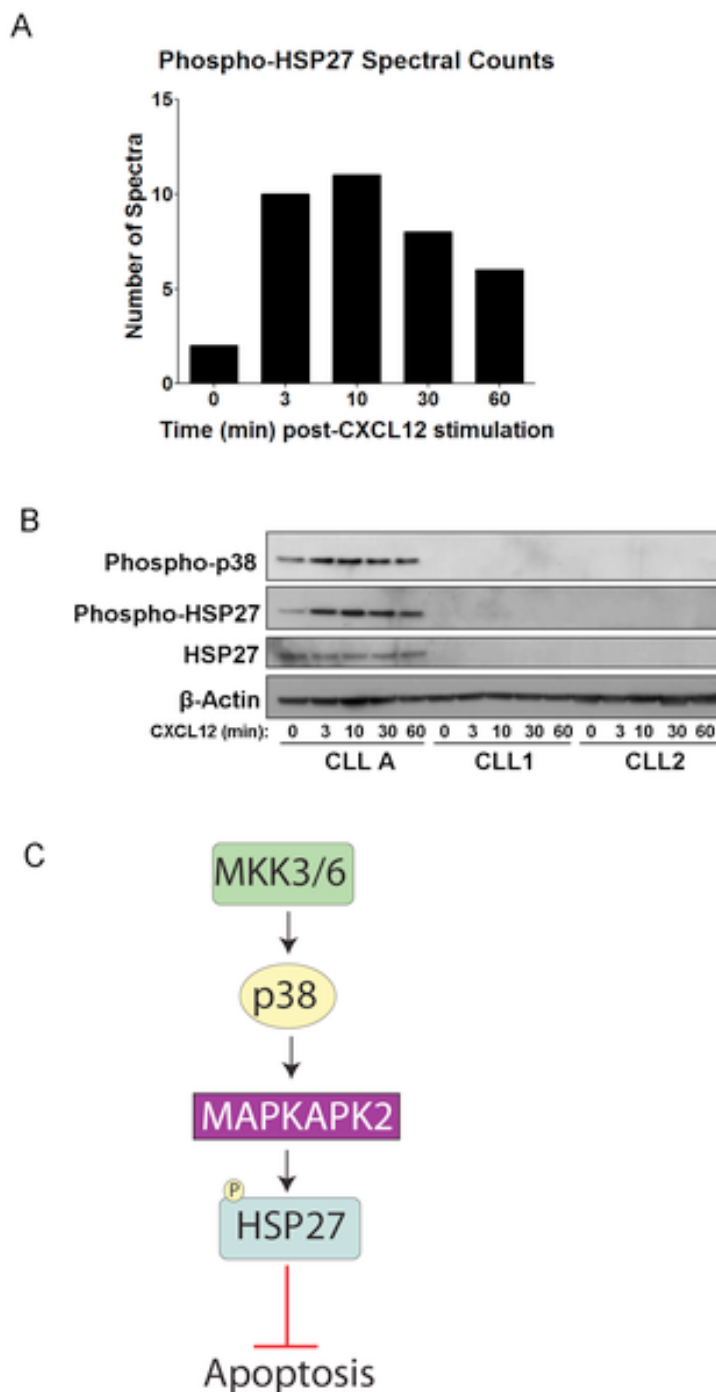 A
Phospho-HSP27 Spectral Counts
15
10
5
0
Number of Spectra
0 3 10 30 60
Time (min) post-CXCL12 stimulation
B
Phospho-p38
Phospho-HSP27
HSP27
β-Actin
CXCL12 (min): 0 3 10 30 60 0 3 10 30 60 0 3 10 30 60
CLL A CLL1 CLL2
C
MKK3/6
p38
MAPKAPK2
P
HSP27
Apoptosis